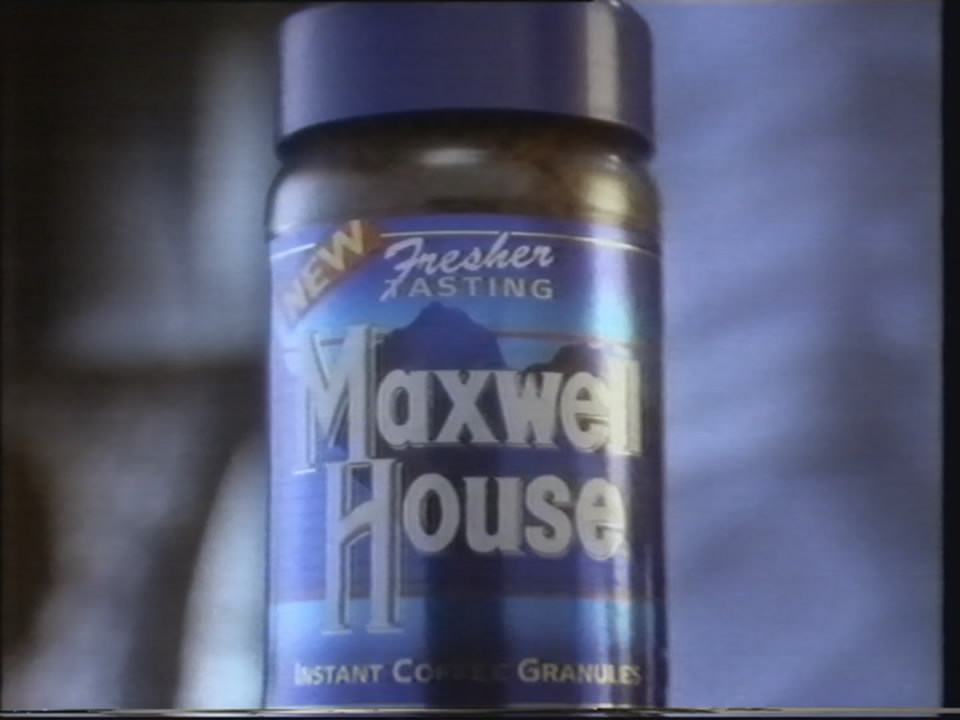 NEW
Fresher
TASTING
Maxwell
House
INSTANT COFFEE GRANULES